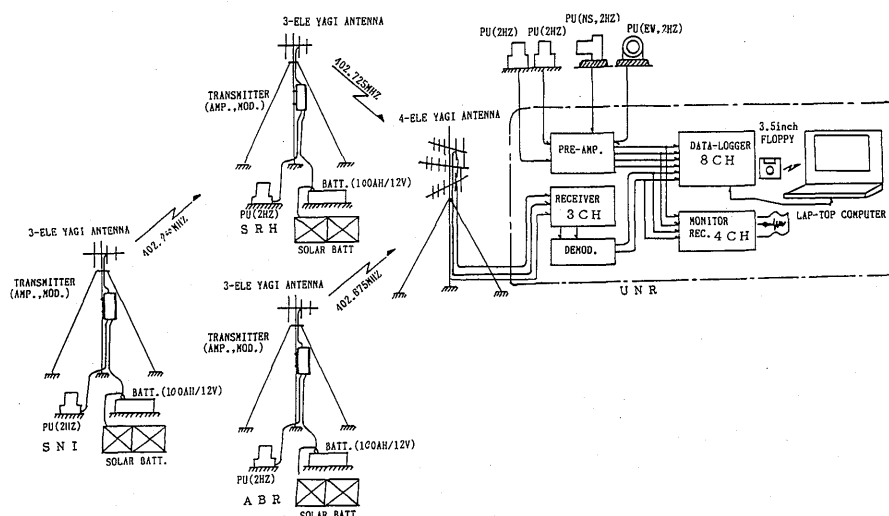 3-ELE YAGI ANTENNA
TRANSMITTER
(AMP.,MOD.)
402.725MHZ
BATT.(100AH/12V)
PU(2HZ)
SRH
SOLAR BATT
3-ELE YAGI ANTENNA
TRANSMITTER
(AMP.,MOD.)
BATT.(100AH/12V)
PU(2HZ)
SNI
SOLAR BATT.
3-ELE YAGI ANTENNA
402.675MHZ
TRANSMITTER
(AMP.,MOD.)
BATT.(100AH/12V)
PU(2HZ)
ABR
SOLAR BATT
4-ELE YAGI ANTENNA
PU(2HZ)
PU(2HZ)
PU(NS,2HZ)
PU(EW,2HZ)
PRE-AMP.
RECEIVER
3CH
DEMOD.
DATA-LOGGER
8CH
3.5inch
FLOPPY
MONITOR
REC. 4CH
LAP-TOP COMPUTER
UNR